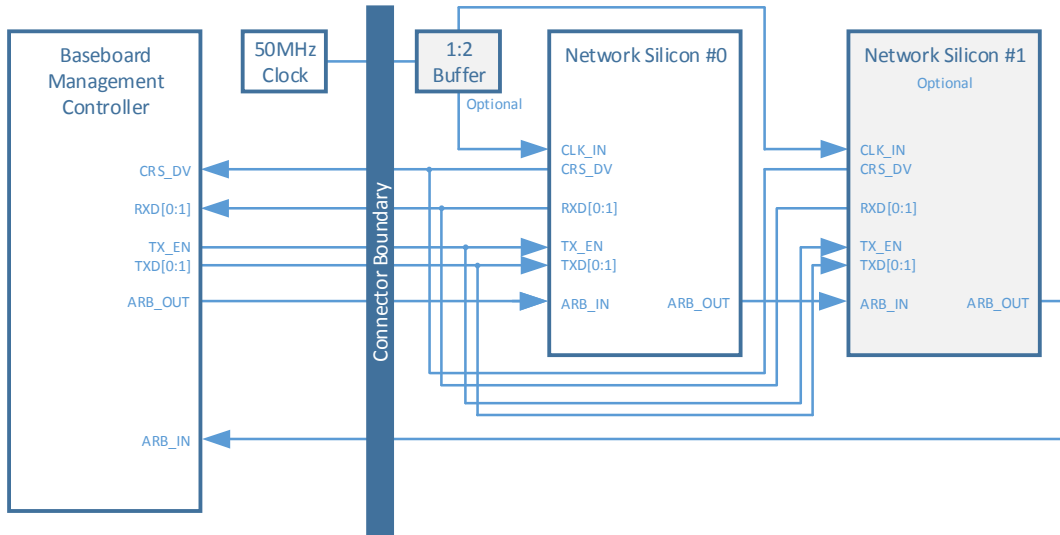 Baseboard
Management
Controller
CRS_DV
RXD[0:1]
TX_EN
TXD[0:1]
ARB_OUT
ARB_IN
50MHz
Clock
Connector Boundary
1:2
Buffer
Optional
Network Silicon #0
CLK_IN
CRS_DV
RXD[0:1]
TX_EN
TXD[0:1]
ARB_IN
ARB_OUT
Network Silicon #1
Optional
CLK_IN
CRS_DV
RXD[0:1]
TX_EN
TXD[0:1]
ARB_IN
ARB_OUT